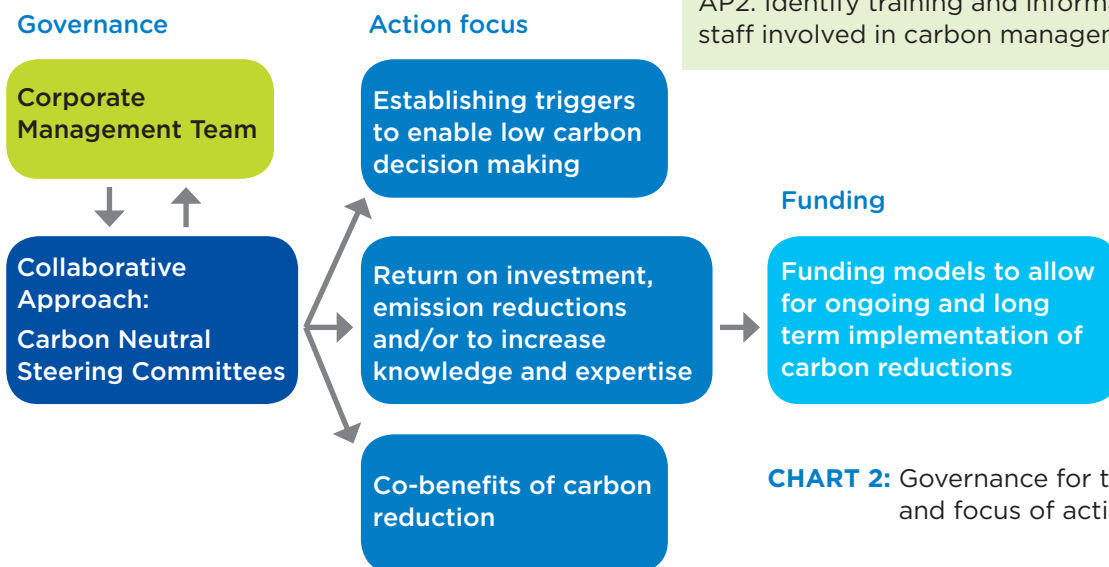 AP2. Identify training and
staff involved in carbon
Governance
Action focus
Corporate
Management Team
Establishing triggers
to enable low carbon
decision making
Funding
Collaborative
Approach:
Carbon Neutral
Steering Committees
Return on investment,
emission reductions
and/or to increase
knowledge and expertise
Funding models to allow
for ongoing and long
term implementation of
carbon reductions
Co-benefits of carbon
reduction
CHART 2: Governance for
and focus of